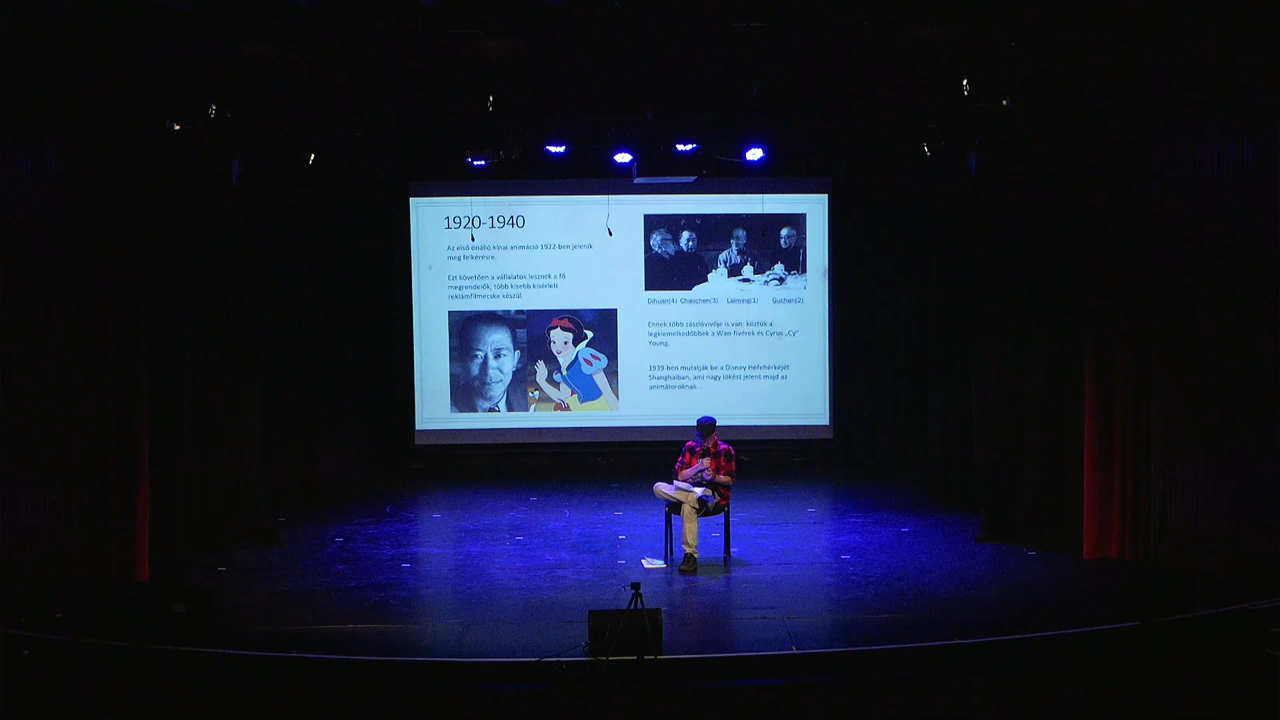 1920-1940
Az első önálló kínai animáció 1922-ben jelenik
meg felkérésre.
Ezt követően a vállalatok lesznek a fő
megrendelők, több kisebb kísérleti
reklámfilmecske készül.
Dihuan(4) Chaochen(3) Laiming(1) Guchan(2)
Ennek több zászlóvivője is van: köztük a
legkiemelkedőbbek a Wan-fivérek és Cyrus „Cy”
Young.
1939-ben mutatják be a Disney Hófehérkéjét
Shanghaiban, ami nagy lökést jelent majd az
animátoroknak...